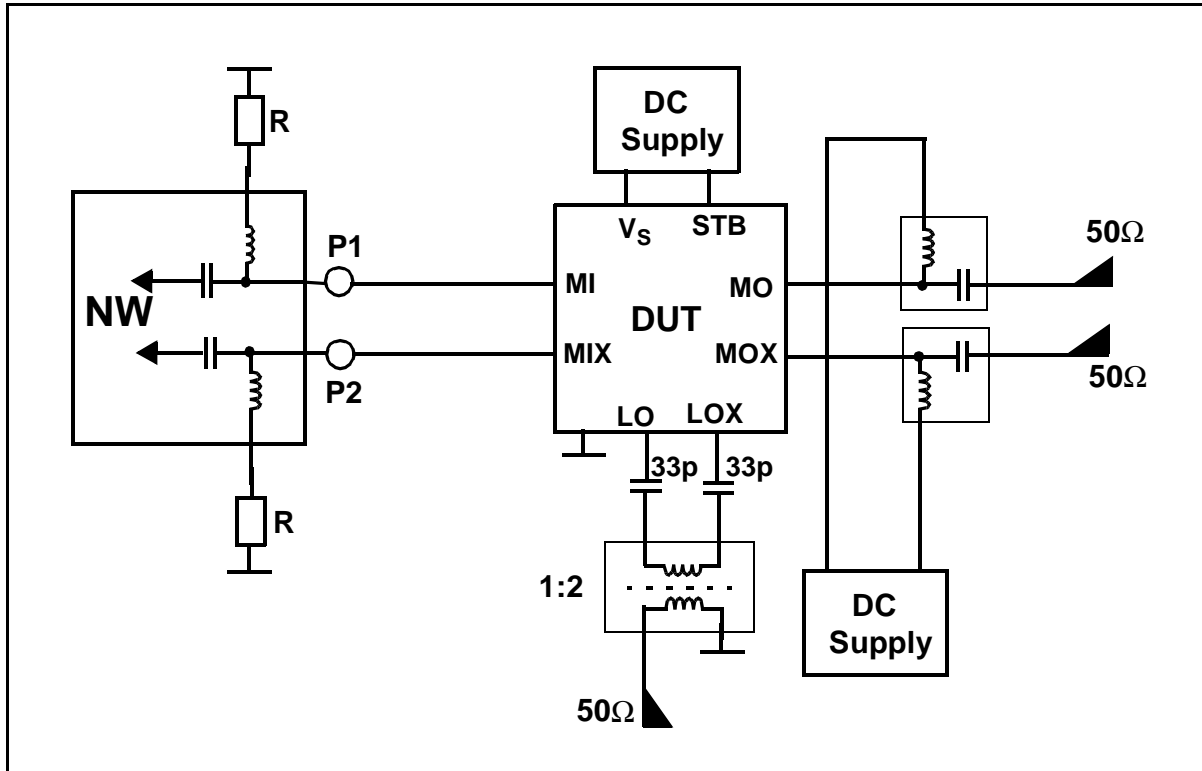 R
DC
Supply
P1
VS STB
50Ω
MI
MO
NW
DUT
MIX
MOX
P2
50Ω
LO LOX
33p 33p
R
1:2
DC
Supply
50Ω